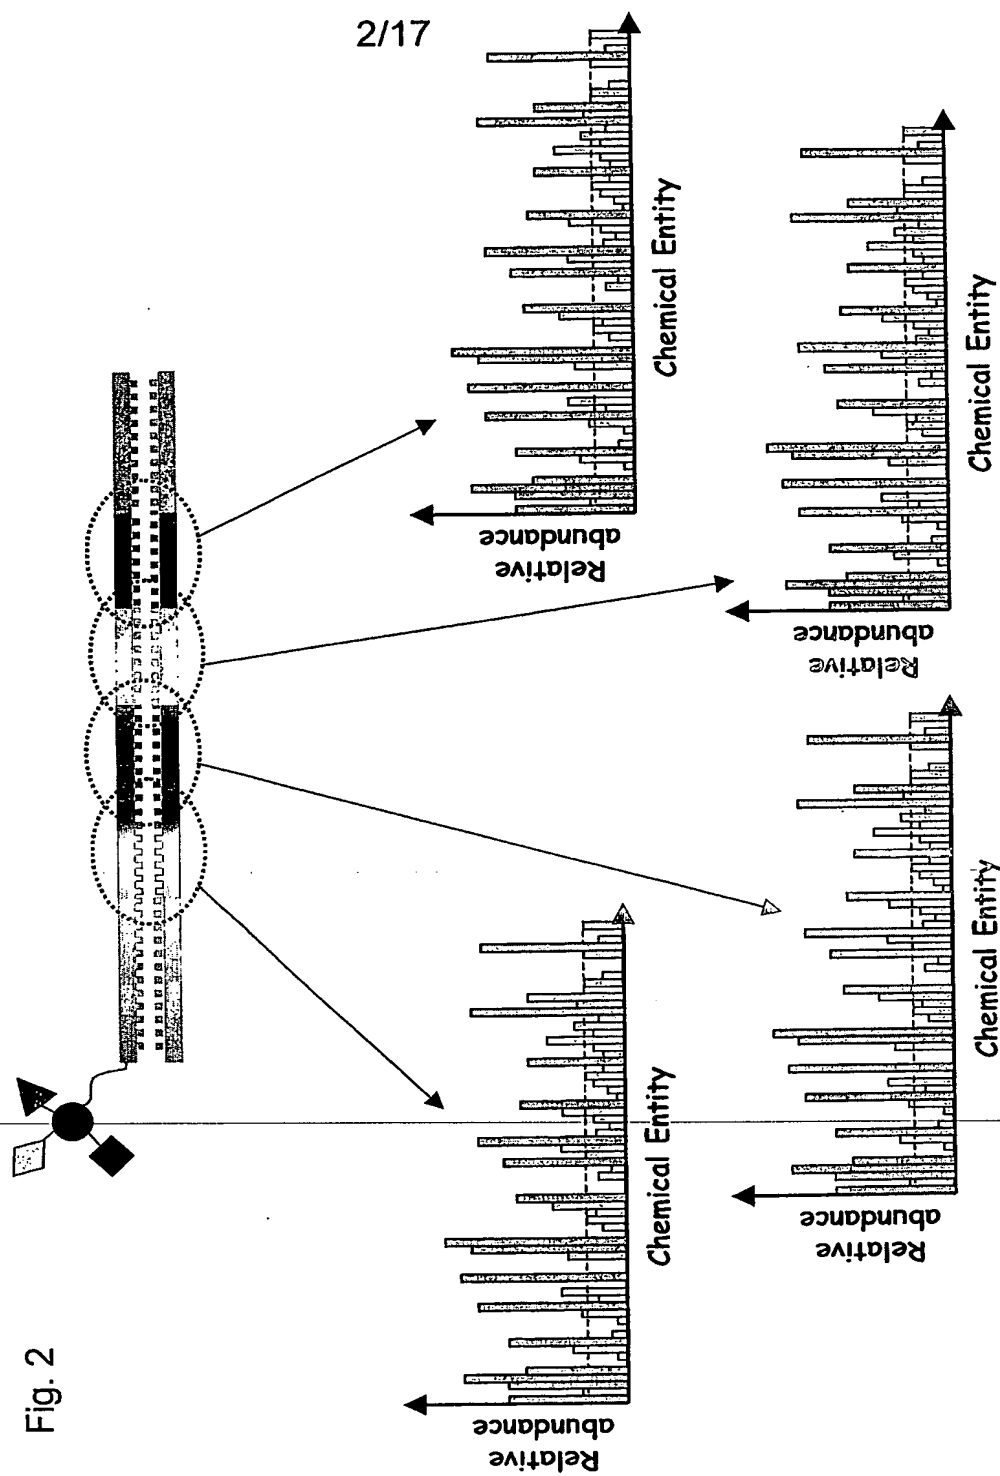 2/17
Fig. 2
Relative
abundance
Chemical Entity
Relative
abundance
Chemical Entity
Relative
abundance
Chemical Entity
Relative
abundance
Chemical Entity